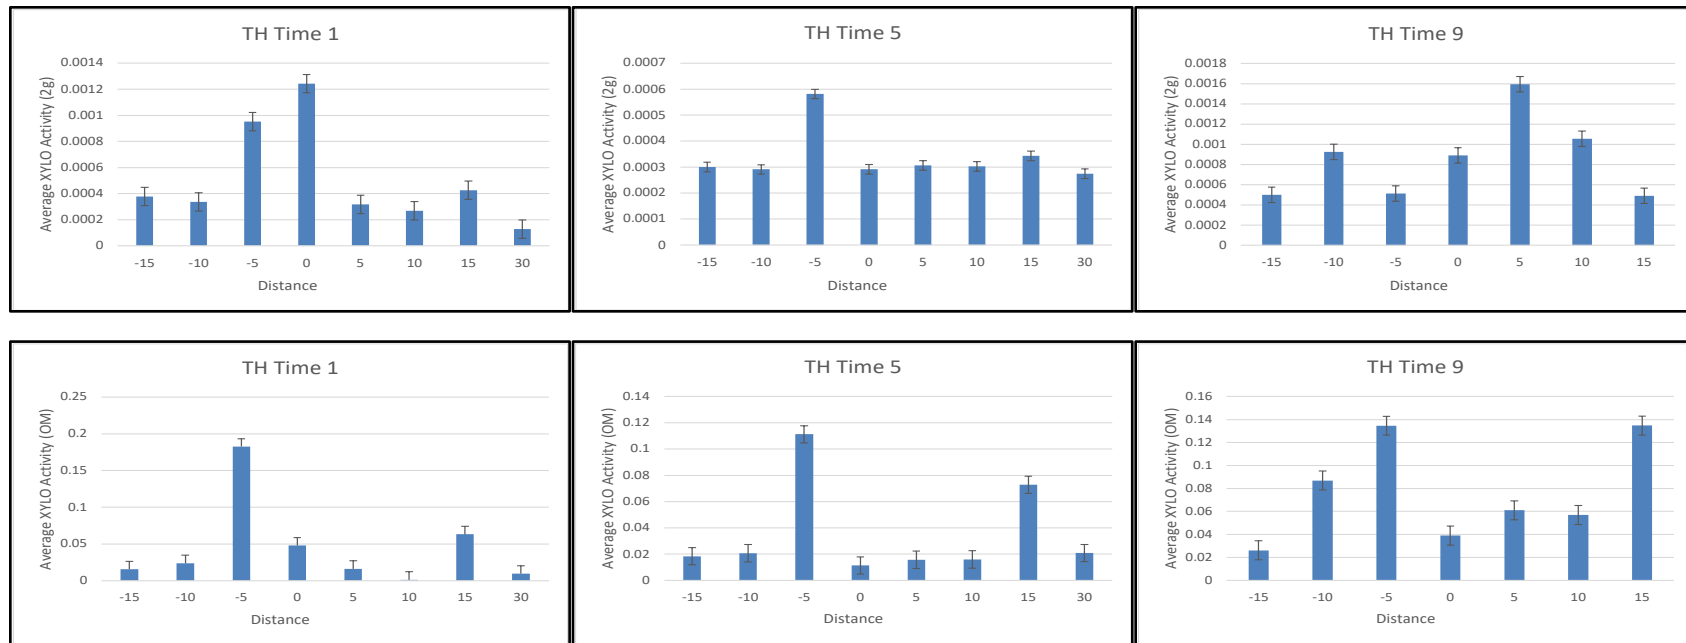 TH Time 1
Average XYLO Activity (2g)
0.0014
0.0012
0.001
0.0008
0.0006
0.0004
0.0002
0
-15 -10 -5 0 5 10 15 30
Distance
TH Time 5
Average XYLO Activity (2g)
0.0007
0.0006
0.0005
0.0004
0.0003
0.0002
0.0001
0
-15 -10 -5 0 5 10 15 30
Distance
TH Time 9
Average XYLO Activity (2g)
0.0018
0.0016
0.0014
0.0012
0.001
0.0008
0.0006
0.0004
0.0002
0
-15 -10 -5 0 5 10 15
Distance
TH Time 1
Average XYLO Activity (OM)
0.25
0.2
0.15
0.1
0.05
0
-15 -10 -5 0 5 10 15 30
Distance
TH Time 5
Average XYLO Activity (OM)
0.14
0.12
0.1
0.08
0.06
0.04
0.02
0
-15 -10 -5 0 5 10 15 30
Distance
TH Time 9
Average XYLO Activity (OM)
0.16
0.14
0.12
0.1
0.08
0.06
0.04
0.02
0
-15 -10 -5 0 5 10 15
Distance